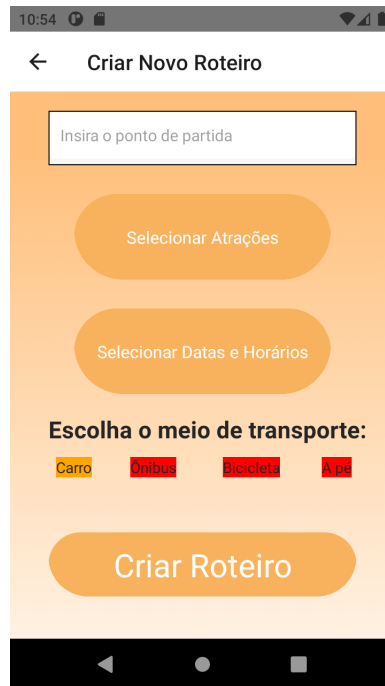 10:54
Criar Novo Roteiro
Insira o ponto de partida
Selecionar Atrações
Selecionar Datas e Horários
Escolha o meio de transporte:
Carro Ônibus Bicicleta A pé
Criar Roteiro